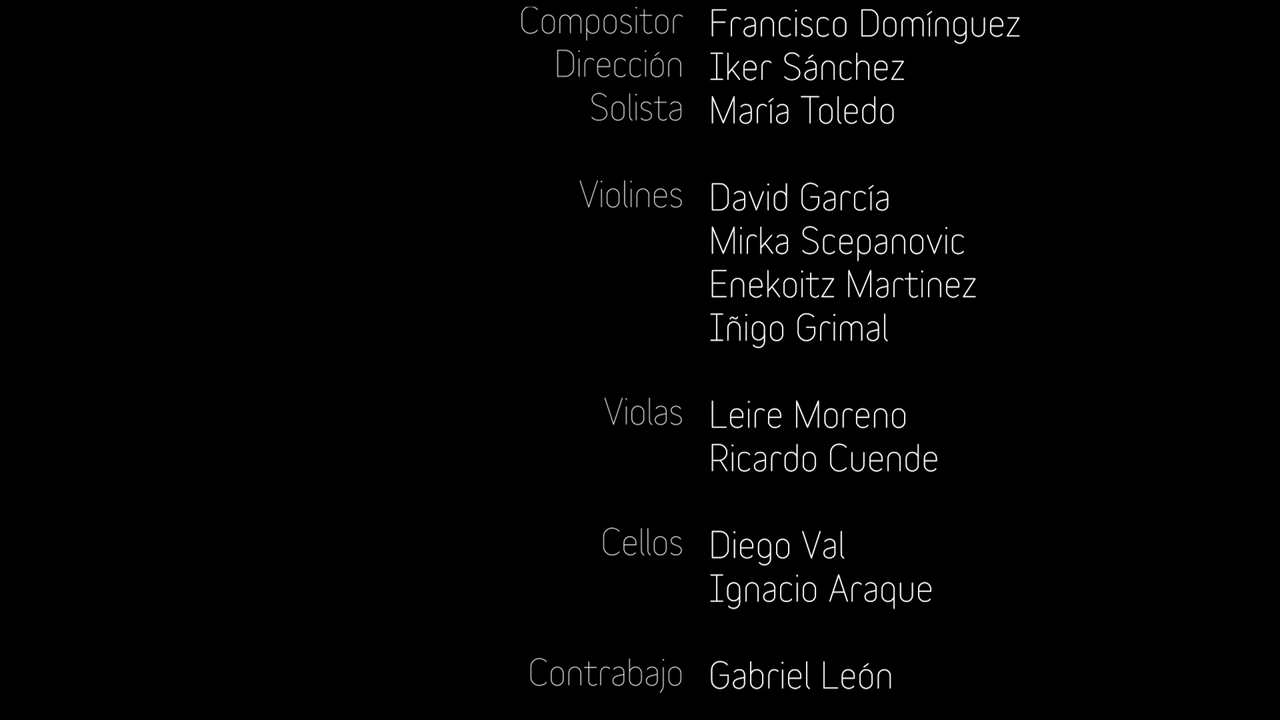 Compositor Francisco Domínguez
Dirección Iker Sánchez
Solista María Toledo
Violines David García
Mirka Scepanovic
Enekoitz Martinez
Iñigo Grimal
Violas Leire Moreno
Ricardo Cuende
Cellos Diego Val
Ignacio Araque
Contrabajo Gabriel León